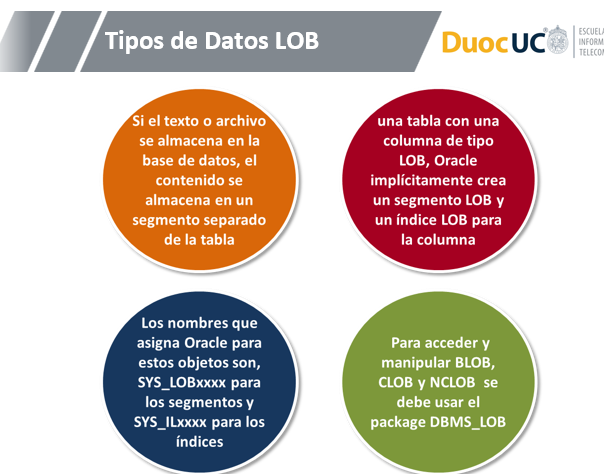 Tipos de Datos LOB
Duoc UC
ESCUELA
INFORM
TELECOM
Si el texto o archivo
se almacena en la
base de datos, el
contenido se
almacena en un
segmento separado
de la tabla
una tabla con una
columna de tipo
LOB, Oracle
implícitamente crea
un segmento LOB y
un índice LOB para
la columna
Los nombres que
asigna Oracle para
estos objetos son,
SYS_LOBxxxx para
los segmentos y
SYS_ILxxxx para los
índices
Para acceder y
manipular BLOB,
CLOB y NCLOB se
debe usar el
package DBMS_LOB